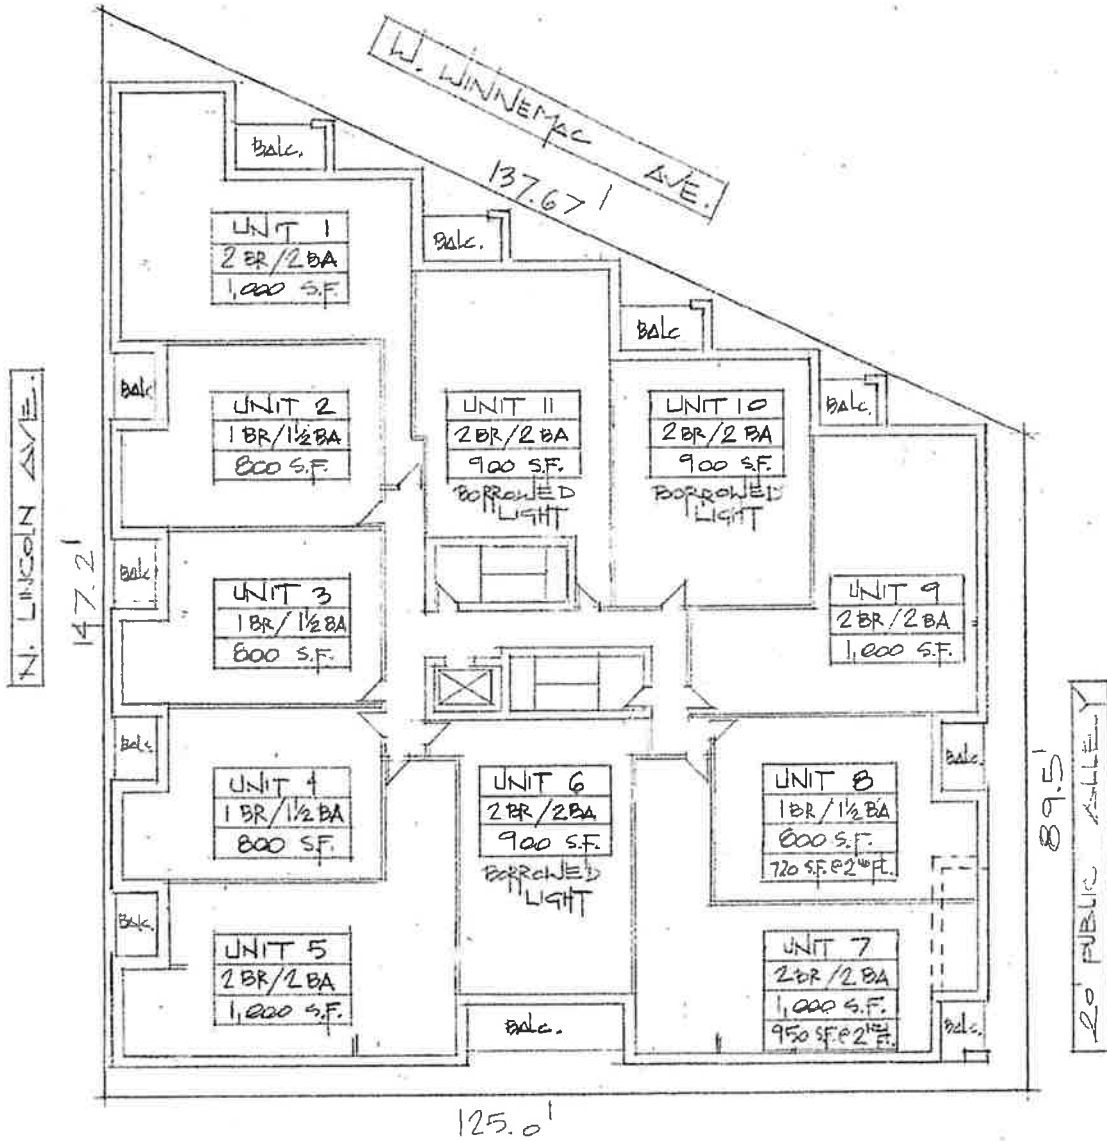 W. WINNEMAC AVE.
137.67'
Balc.
UNIT 1
2 BR/2 BA
1,000 S.F.
Balc.
Balc
Balc.
Balc
UNIT 2
1 BR/1½ BA
800 S.F.
UNIT 11
2 BR/2 BA
900 S.F.
BORROWED
LIGHT
UNIT 10
2 BR/2 BA
900 S.F.
BORROWED
LIGHT
N. LINCOLN AVE.
147.2'
Balc
UNIT 3
1 BR/1½ BA
800 S.F.
UNIT 9
2 BR/2 BA
1,000 S.F.
Balc
UNIT 4
1 BR/1½ BA
800 S.F.
UNIT 6
2 BR/2 BA
900 S.F.
BORROWED
LIGHT
UNIT 8
1 BR/1½ BA
800 S.F.
720 S.F. @ 2ND FL.
Balc.
89.5'
20' PUBLIC ALLEY
Balc.
UNIT 5
2 BR/2 BA
1,000 S.F.
Balc.
UNIT 7
2 BR/2 BA
1,000 S.F.
950 S.F. @ 2ND FL.
Balc.
125.0'